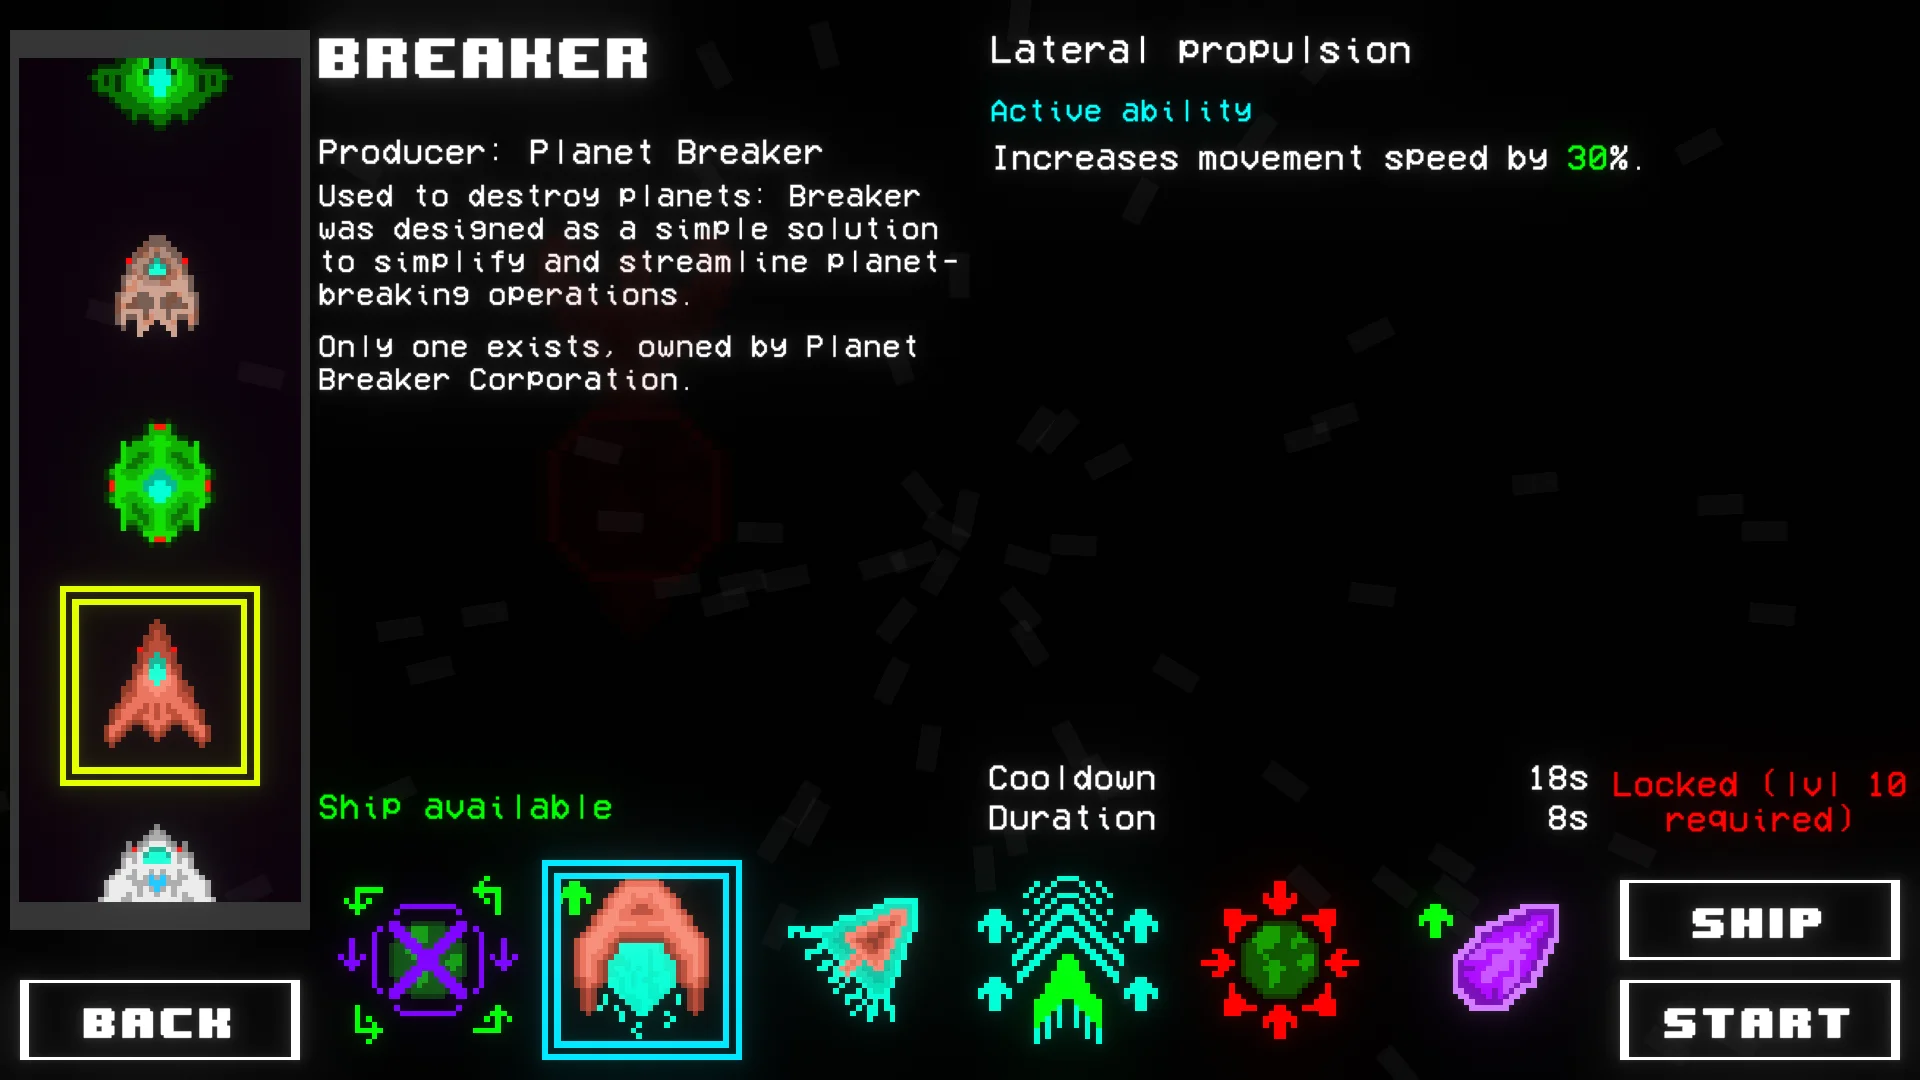 BREAKER
Producer: Planet Breaker
Used to destroy planets: Breaker
was designed as a simple solution
to simplify and streamline planet-
breaking operations.
Only one exists, owned by Planet
Breaker Corporation.
Lateral propulsion
Active ability
Increases movement speed by 30%.
Ship available
Cooldown 18s
Duration 8s
Locked (lvl 10
required)
BACK
SHIP
START